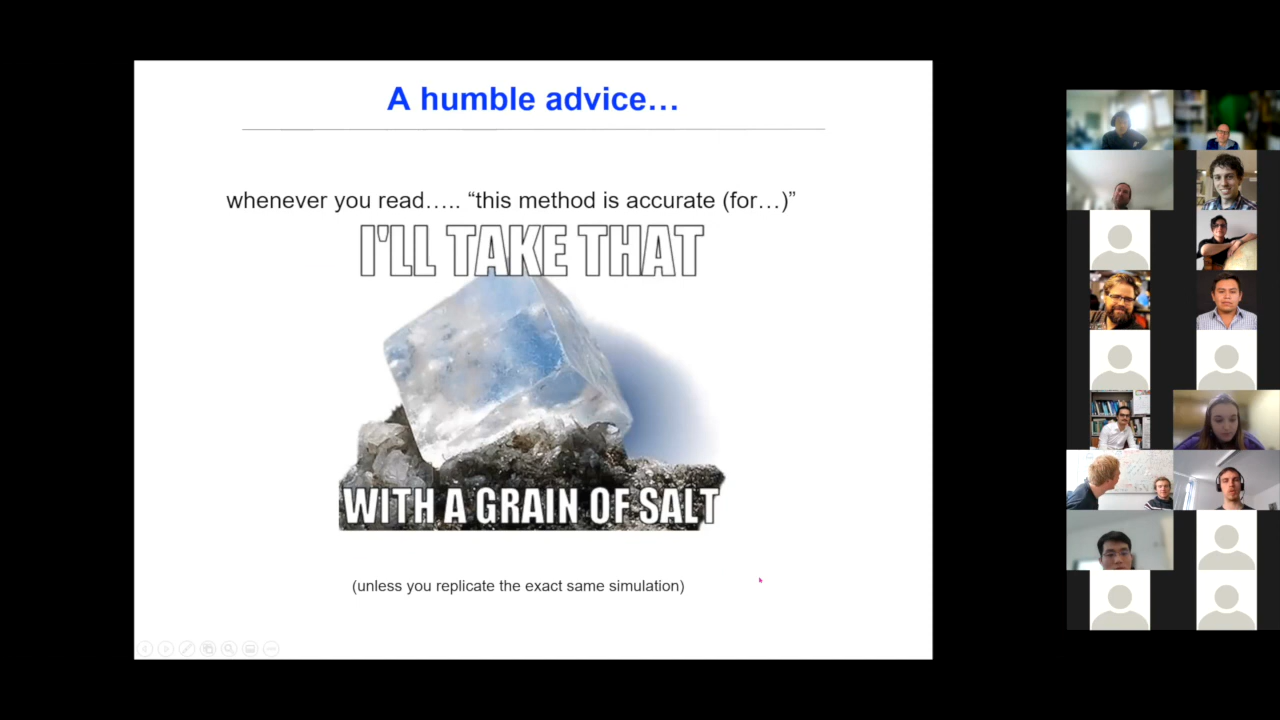 A humble advice…
whenever you read….. “this method is accurate (for…)”
I'LL TAKE THAT
WITH A GRAIN OF SALT
(unless you replicate the exact same simulation)